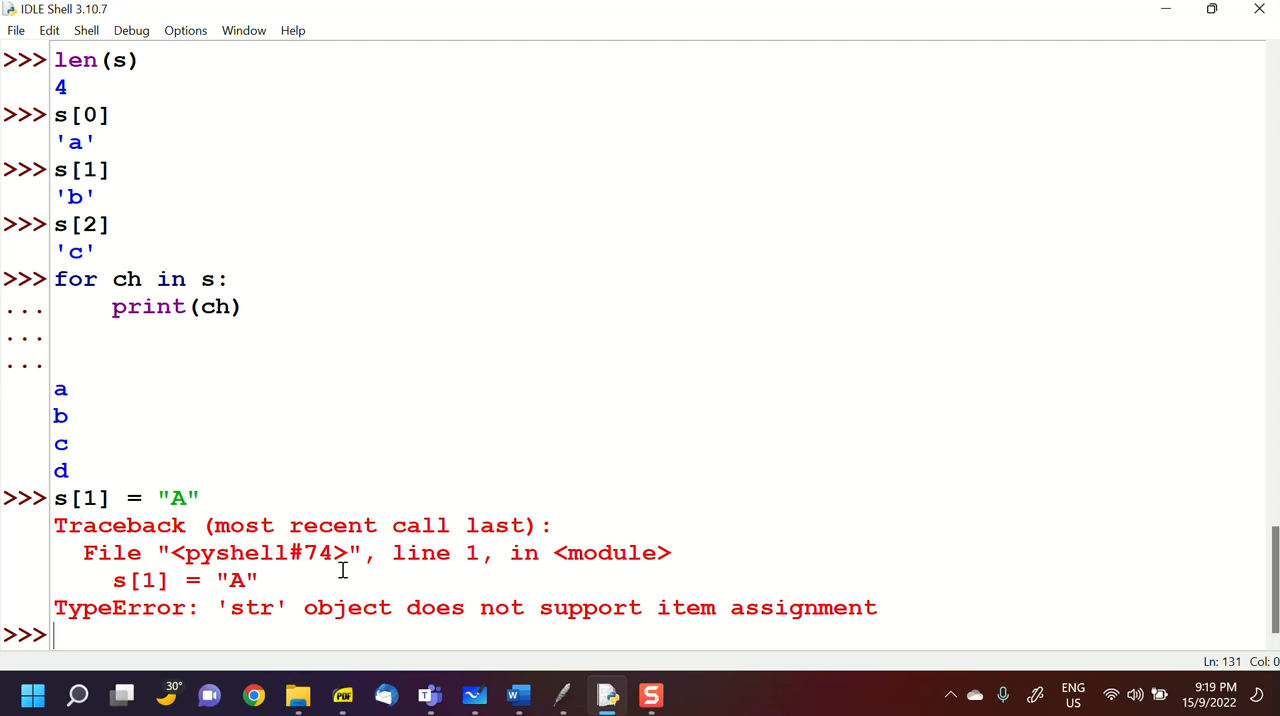 IDLE Shell 3.10.7
File Edit Shell Debug Options Window Help
>>> len(s)
4
>>> s[0]
'a'
>>> s[1]
'b'
>>> s[2]
'c'
>>> for ch in s:
...     print(ch)
...
...
a
b
c
d
>>> s[1] = "A"
Traceback (most recent call last):
  File "<pyshell#74>", line 1, in <module>
    s[1] = "A"
TypeError: 'str' object does not support item assignment
>>>
Ln: 131 Col: 0
30°
PDF
ENG
US
9:19 PM
15/9/2022